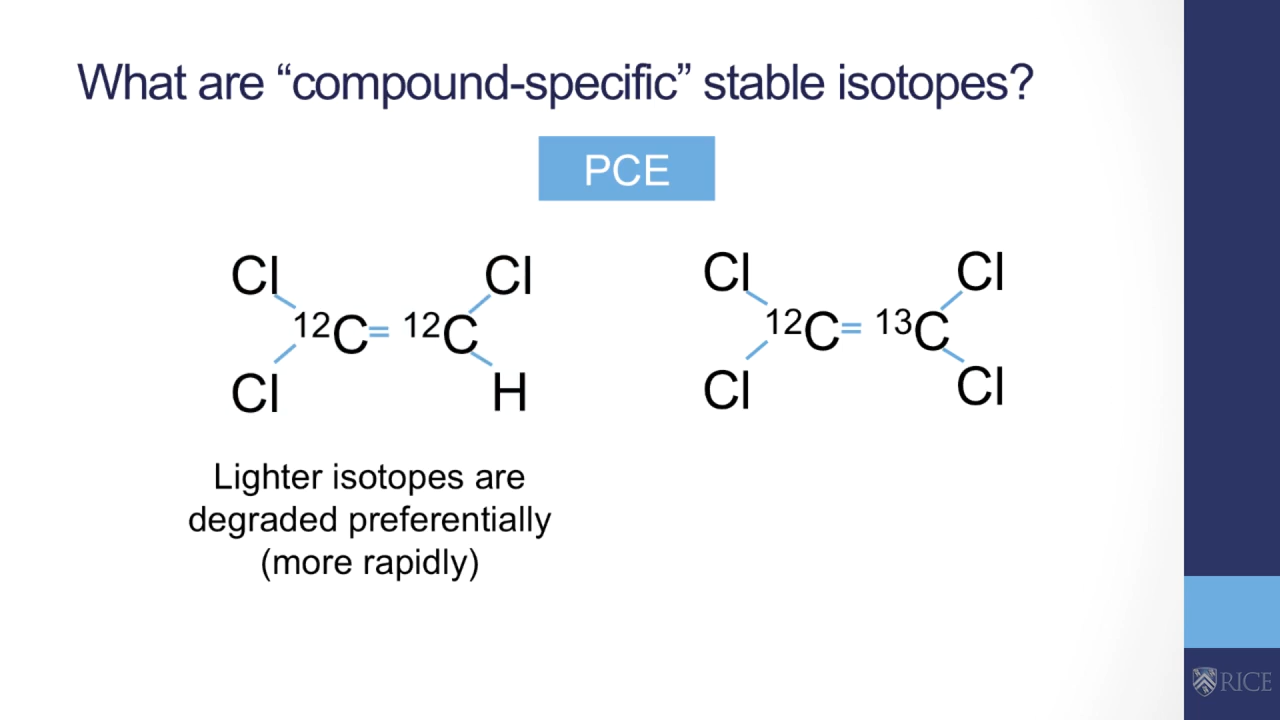 What are “compound-specific” stable isotopes?
PCE
Cl Cl
12C = 12C
Cl H
Cl Cl
12C = 13C
Cl Cl
Lighter isotopes are
degraded preferentially
(more rapidly)
RICE